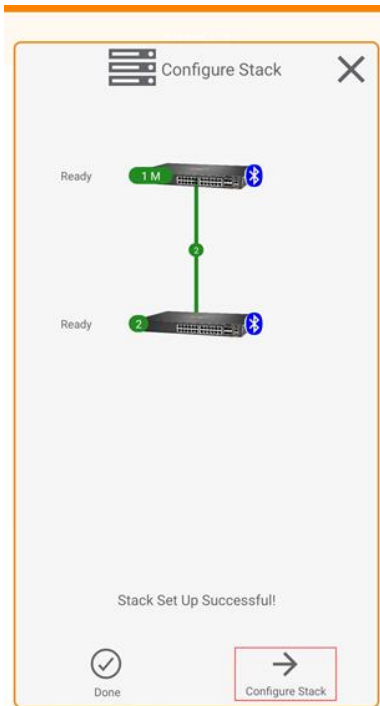 Configure Stack
Ready
1 M
2
Ready
2
Stack Set Up Successful!
Done
Configure Stack